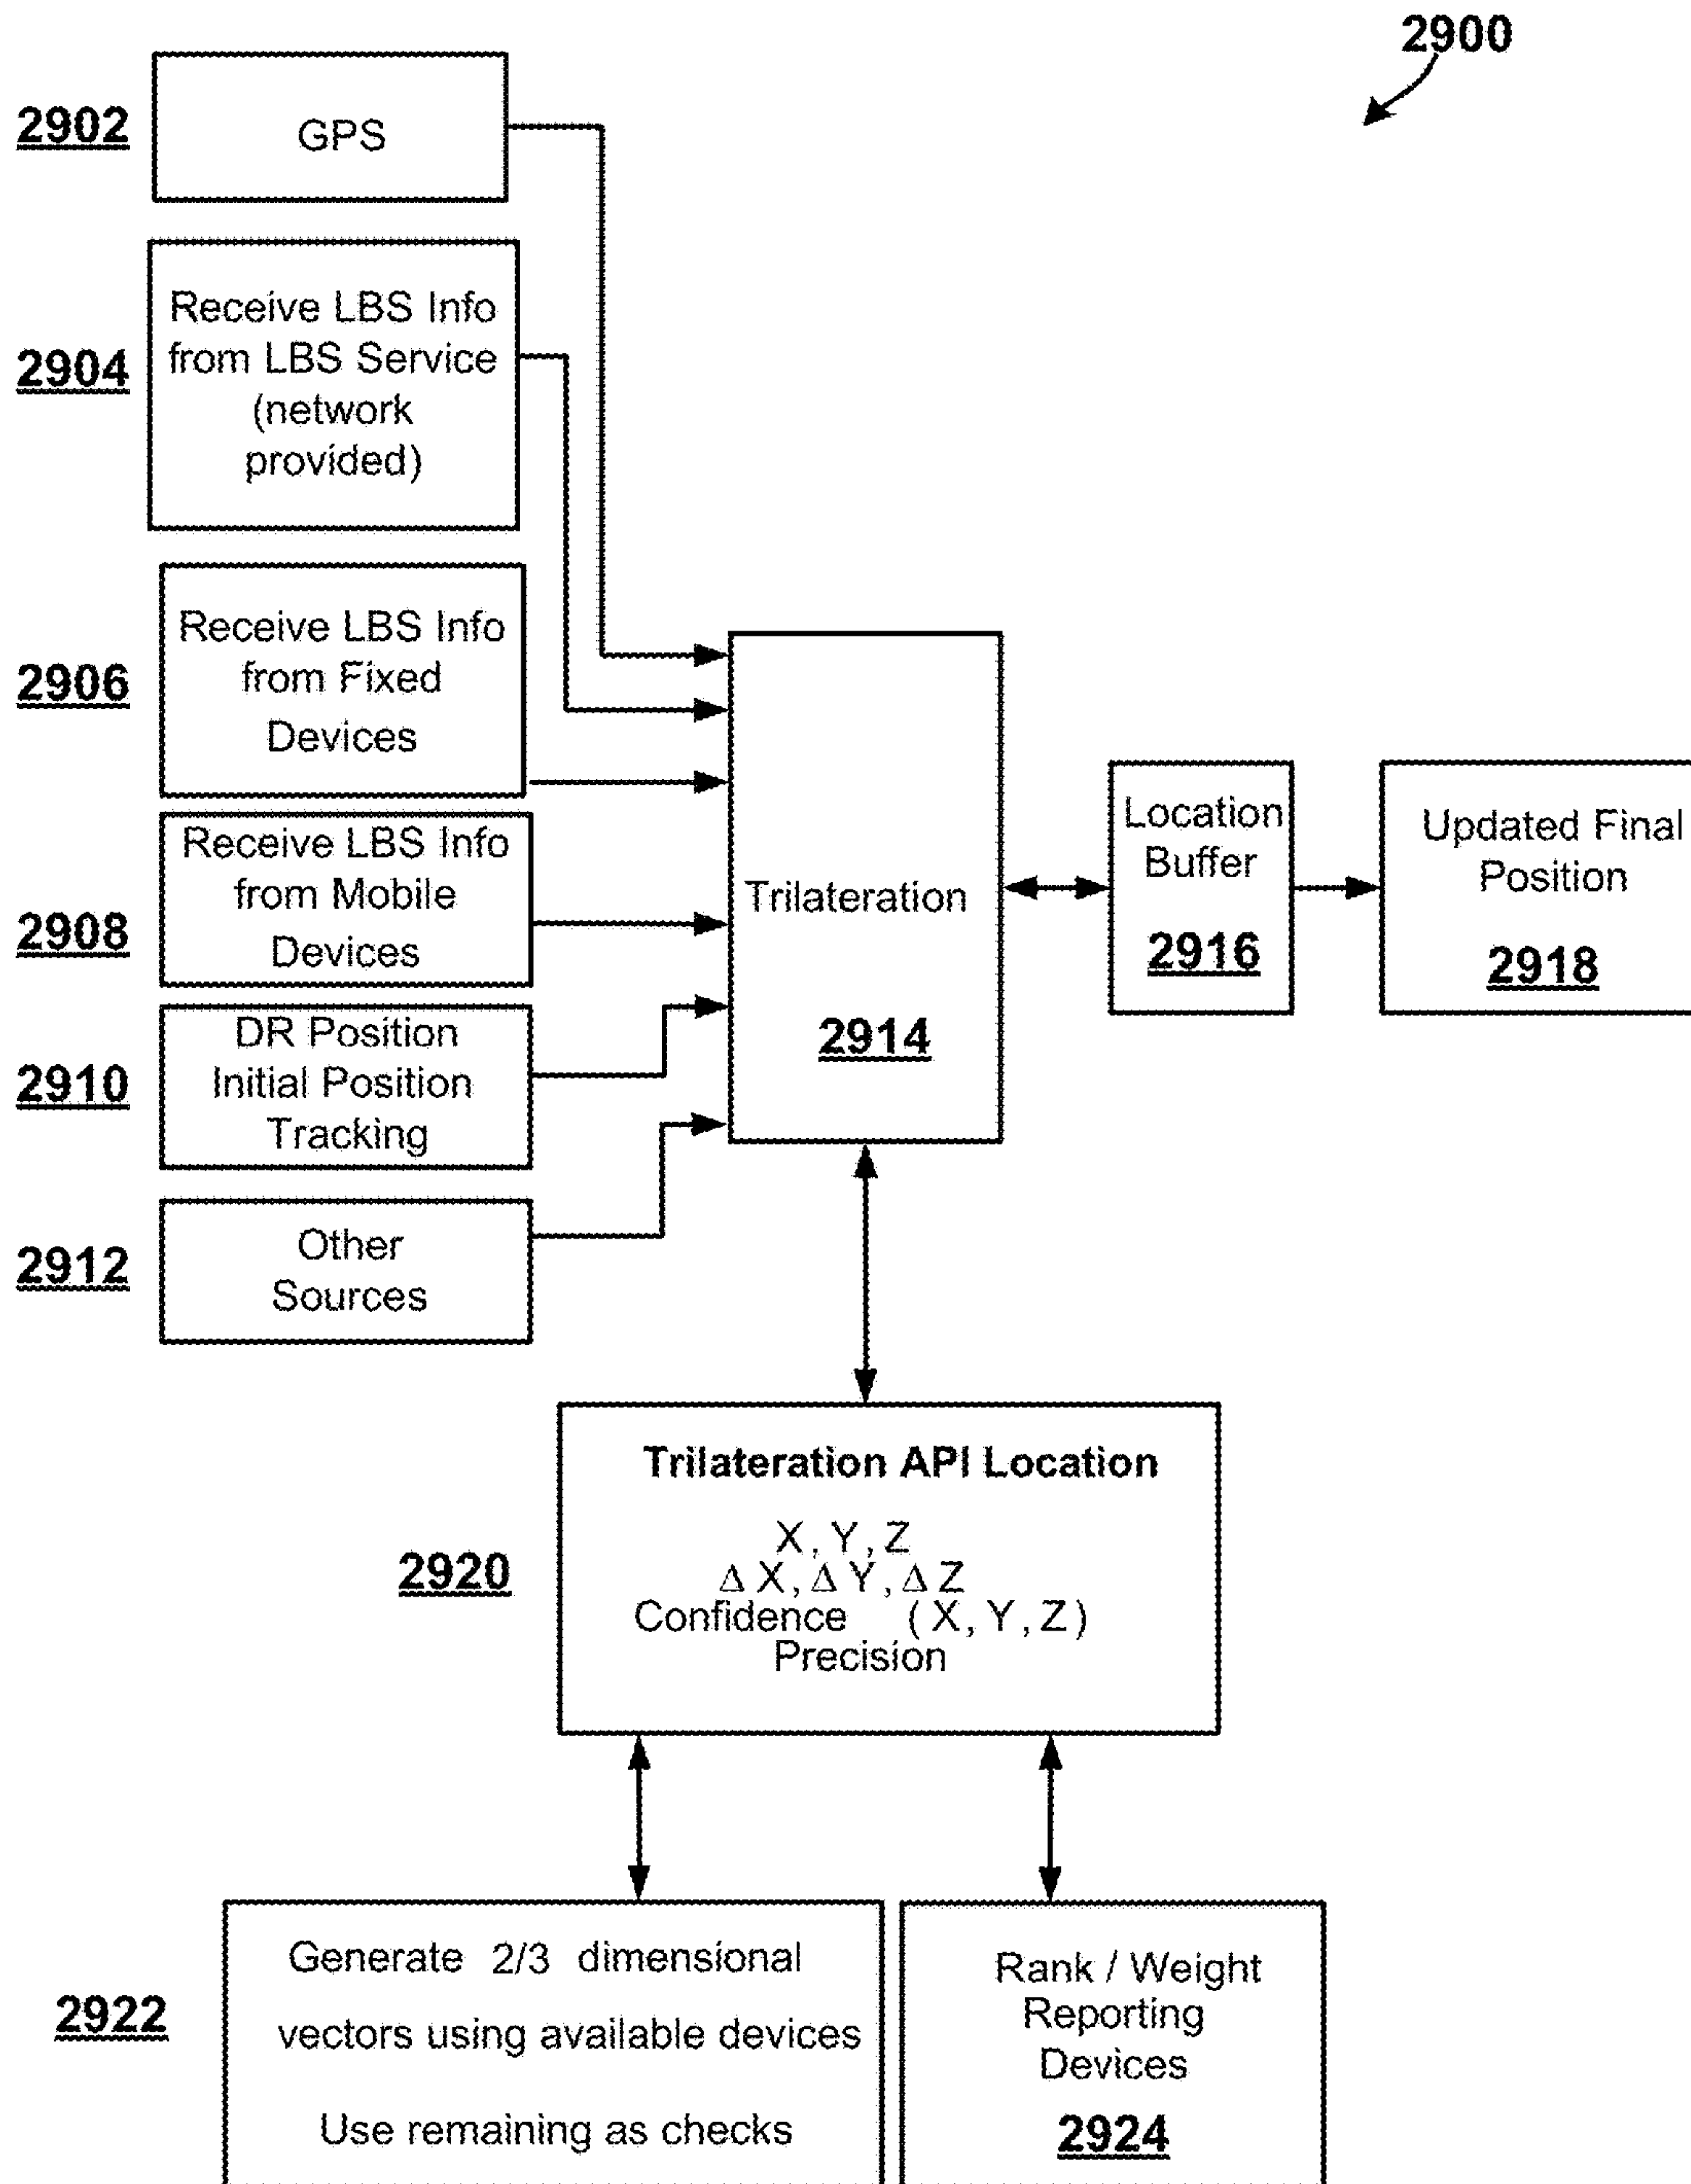 2900
2902
GPS
2904
Receive LBS Info
from LBS Service
(network
provided)
2906
Receive LBS Info
from Fixed
Devices
2908
Receive LBS Info
from Mobile
Devices
2910
DR Position
Initial Position
Tracking
2912
Other
Sources
Trilateration
2914
Location
Buffer
2916
Updated Final
Position
2918
2920
Trilateration API Location
X, Y, Z
Δ X, Δ Y, Δ Z
Confidence (X, Y, Z)
Precision
2922
Generate 2/3 dimensional
vectors using available devices
Use remaining as checks
Rank / Weight
Reporting
Devices
2924